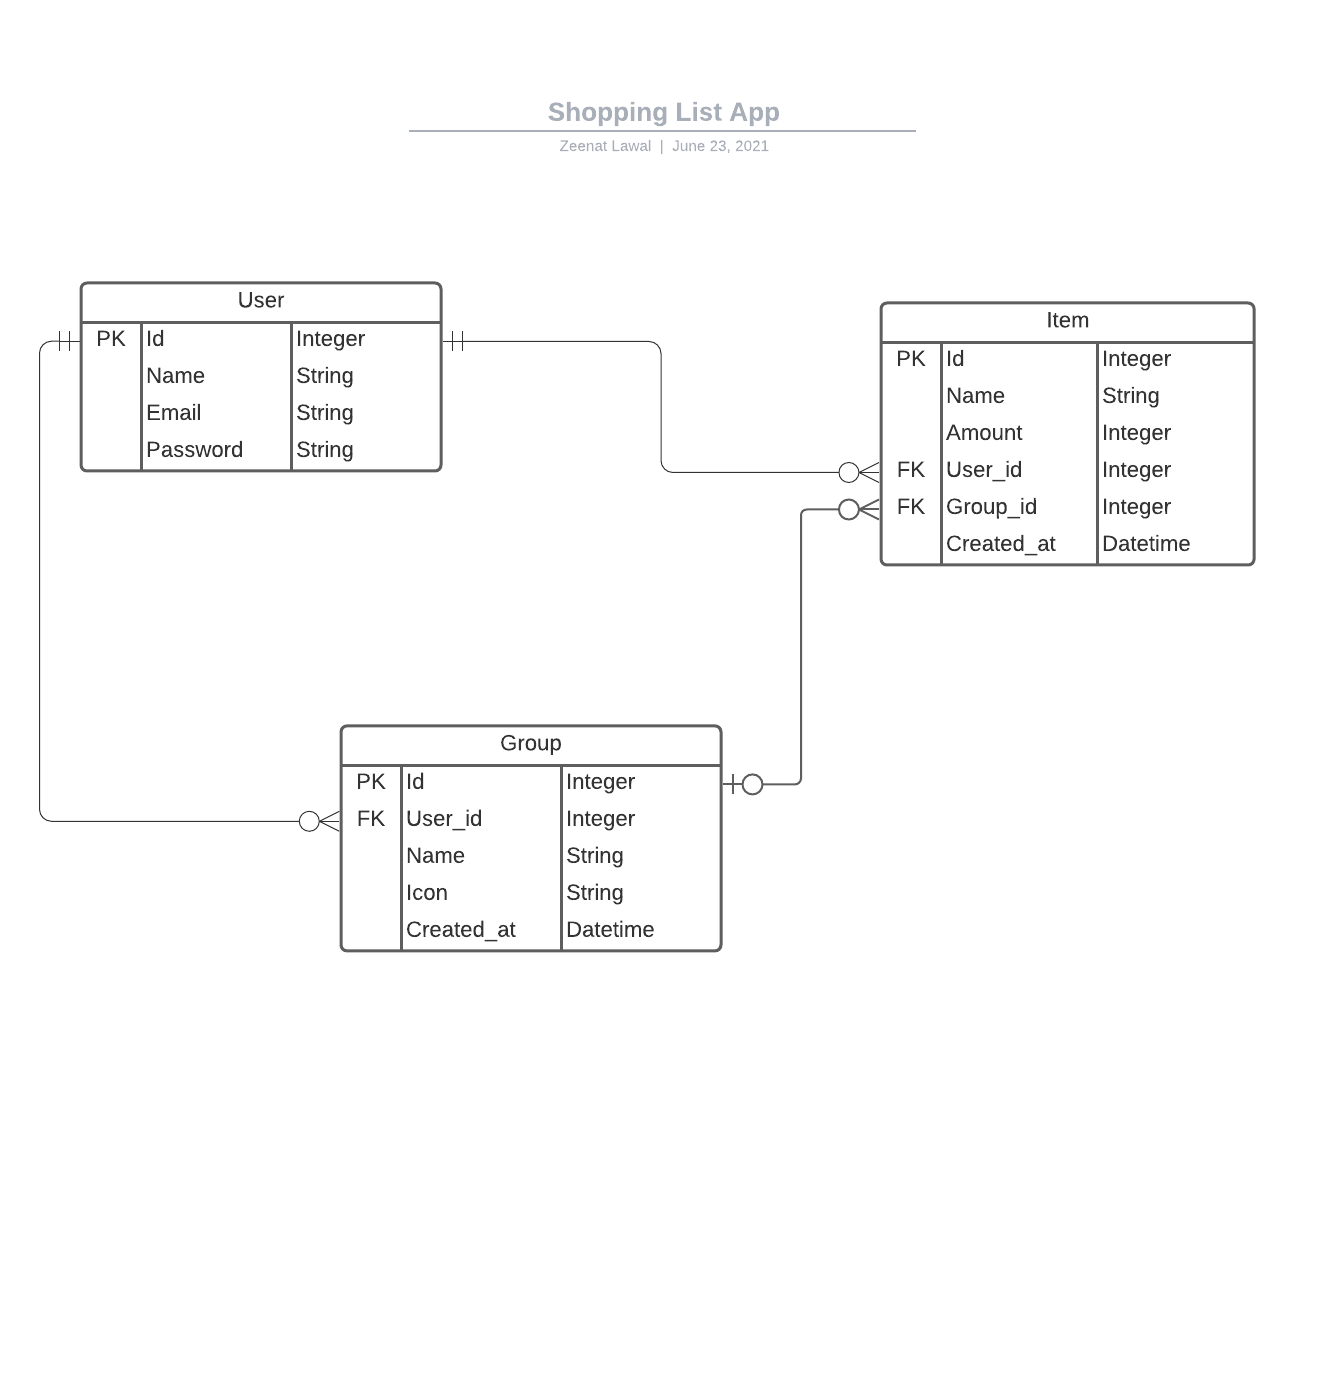 Shopping List App
Zeenat Lawal | June 23, 2021
User
PK Id Integer
Name String
Email String
Password String
Item
PK Id Integer
Name String
Amount Integer
FK User_id Integer
FK Group_id Integer
Created_at Datetime
Group
PK Id Integer
FK User_id Integer
Name String
Icon String
Created_at Datetime